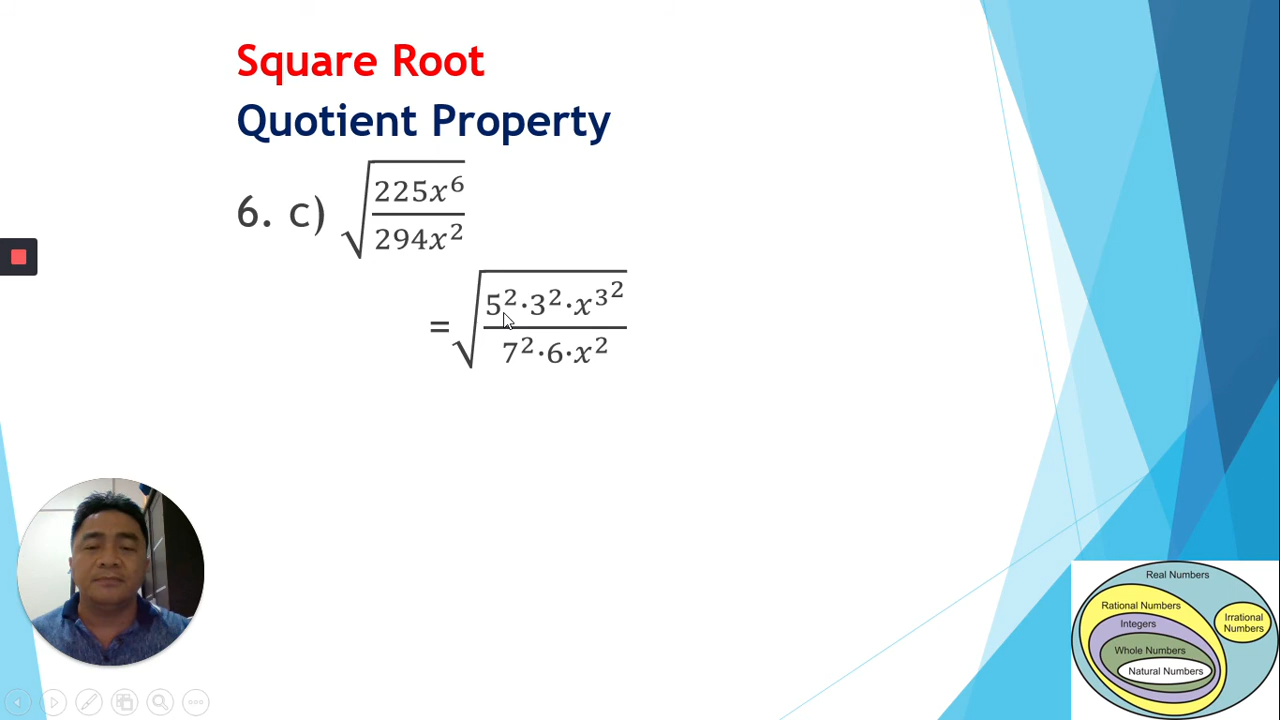 Square Root
Quotient Property
6. c) √(225x⁶/294x²)
= √(5²·3²·x³²/7²·6·x²)
Real Numbers
Rational Numbers
Irrational
Numbers
Integers
Whole Numbers
Natural Numbers